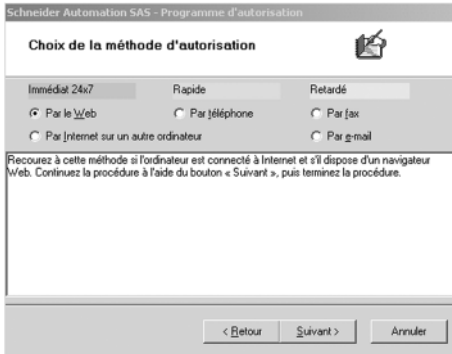 Schneider Automation SAS - Programme d'autorisation
Choix de la méthode d'autorisation
Immédiat 24x7 Rapide Retardé
Par le Web Par téléphone Par fax
Par Internet sur un autre ordinateur Par e-mail
Recourez à cette méthode si l'ordinateur est connecté à Internet et s'il dispose d'un navigateur
Web. Continuez la procédure à l'aide du bouton « Suivant », puis terminez la procédure.
< Retour Suivant > Annuler